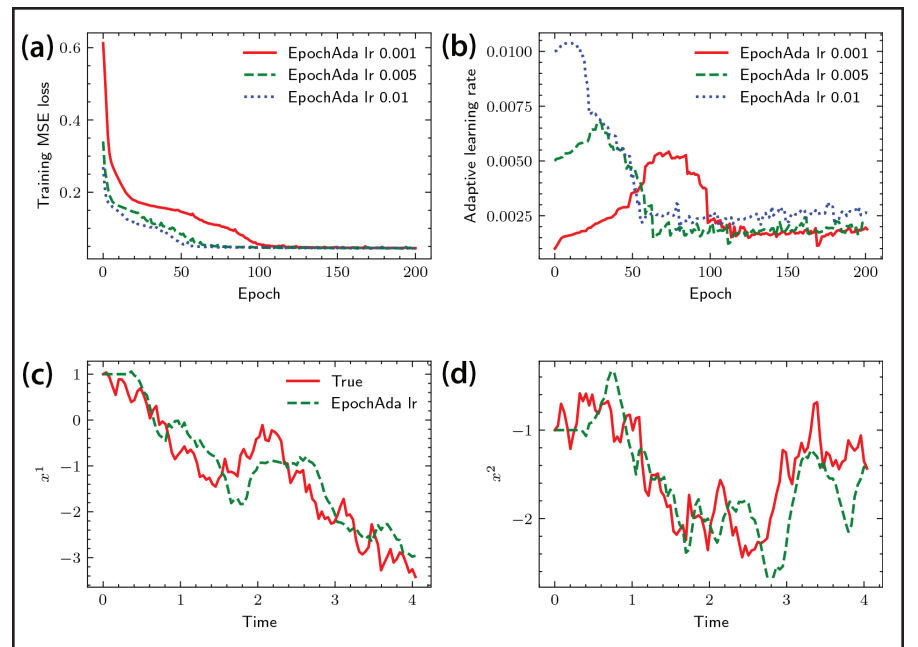 (a)
0.6
0.4
0.2
Training MSE loss
EpochAda lr 0.001
EpochAda lr 0.005
EpochAda lr 0.01
0 50 100 150 200
Epoch
(b)
0.0100
0.0075
0.0050
0.0025
Adaptive learning rate
EpochAda lr 0.001
EpochAda lr 0.005
EpochAda lr 0.01
0 50 100 150 200
Epoch
(c)
1
0
−1
−2
−3
x¹
True
EpochAda lr
0 1 2 3 4
Time
(d)
−1
−2
x²
0 1 2 3 4
Time